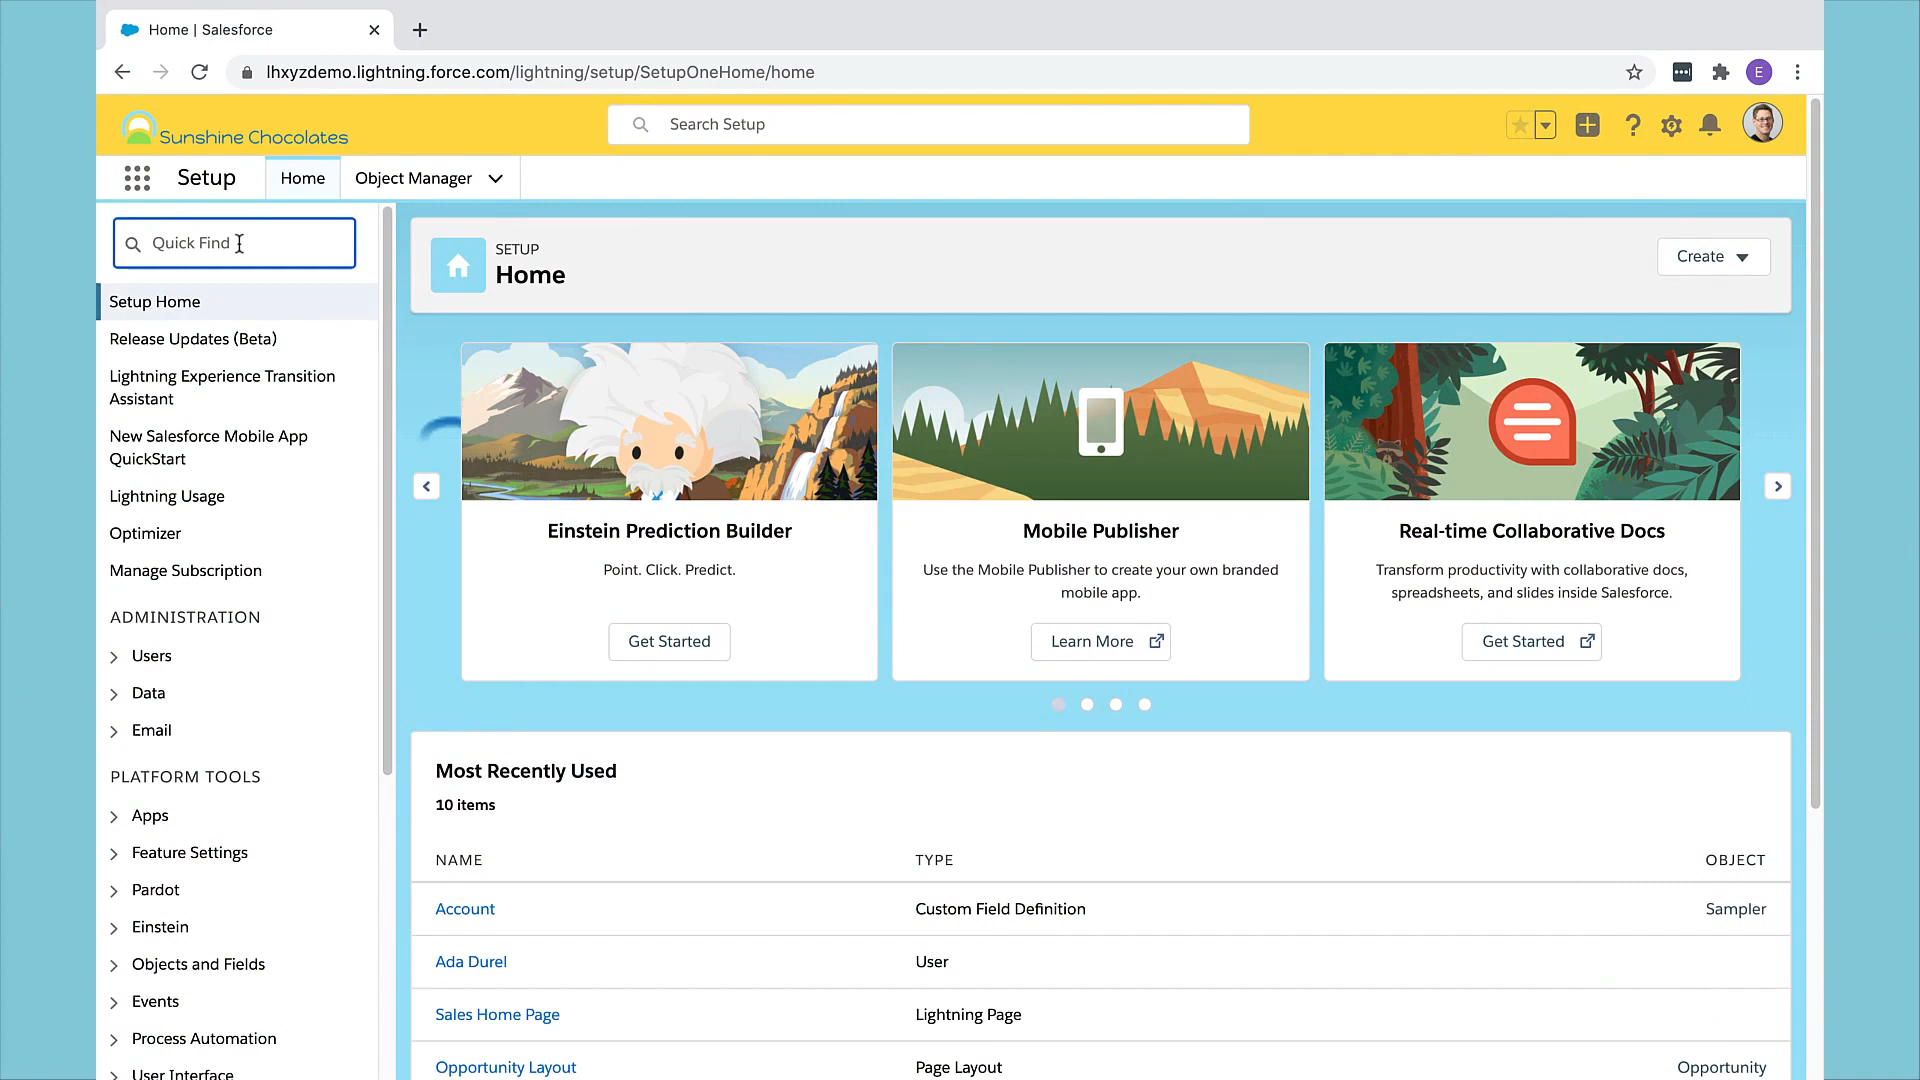 Home | Salesforce
lhxyzdemo.lightning.force.com/lightning/setup/SetupOneHome/home
E
Sunshine Chocolates
Search Setup
Setup
Home
Object Manager
Quick Find
Setup Home
Release Updates (Beta)
Lightning Experience Transition
Assistant
New Salesforce Mobile App
QuickStart
Lightning Usage
Optimizer
Manage Subscription
ADMINISTRATION
Users
Data
Email
PLATFORM TOOLS
Apps
Feature Settings
Pardot
Einstein
Objects and Fields
Events
Process Automation
User Interface
SETUP
Home
Create
Einstein Prediction Builder
Point. Click. Predict.
Get Started
Mobile Publisher
Use the Mobile Publisher to create your own branded
mobile app.
Learn More
Real-time Collaborative Docs
Transform productivity with collaborative docs,
spreadsheets, and slides inside Salesforce.
Get Started
Most Recently Used
10 items
NAME TYPE OBJECT
Account Custom Field Definition Sampler
Ada Durel User
Sales Home Page Lightning Page
Opportunity Layout Page Layout Opportunity